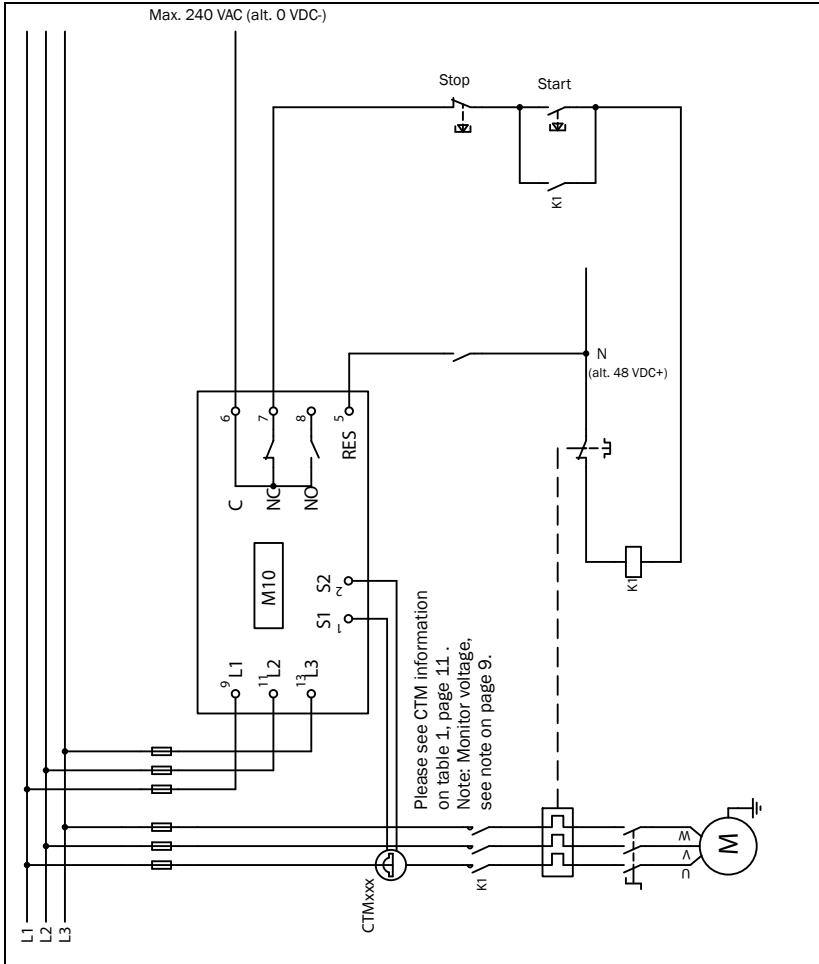 Max. 240 VAC (alt. 0 VDC-)
Stop
Start
K1
N
(alt. 48 VDC+)
6
7
8
5
C
NC
NO
RES
M10
S1
S2
1
2
9
L1
11
L2
13
L3
K1
Please see CTM information
on table 1, page 11 .
Note: Monitor voltage,
see note on page 9.
CTMxxx
K1
U
V
W
M
L1
L2
L3